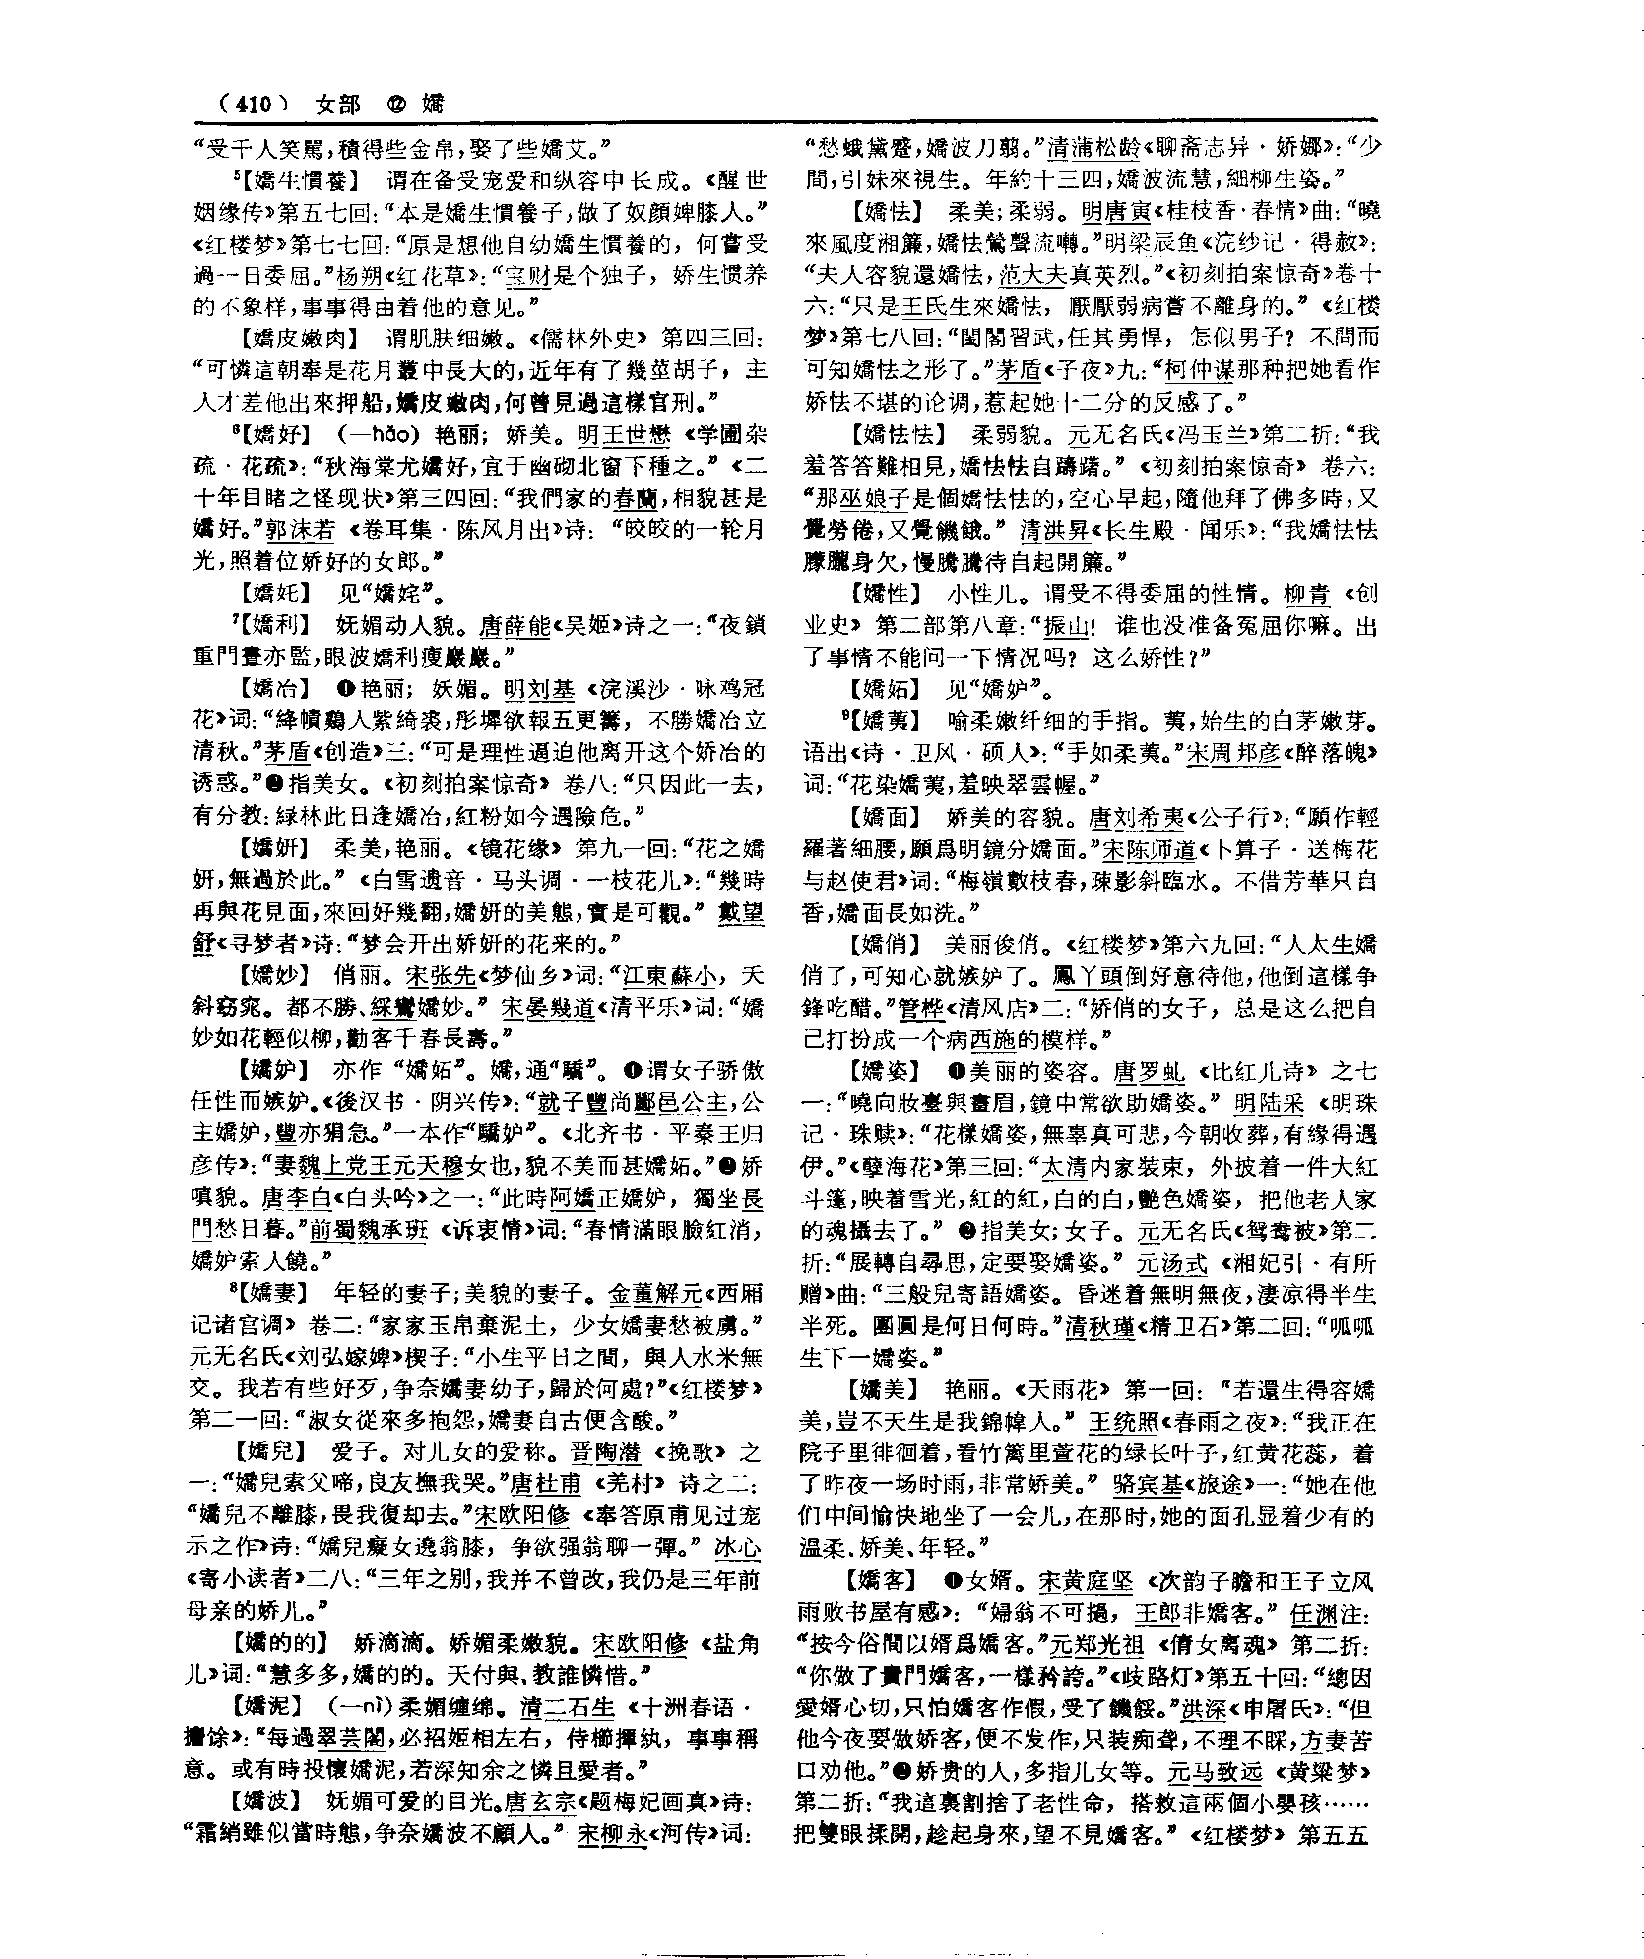 （410） 女部 ⑫ 嬌
“受千人笑駡，積得些金帛，娶了些嬌艾。”
⁵【嬌生慣養】 谓在备受宠爱和纵容中长成。《醒世
姻缘传》第五七回：“本是嬌生慣養子，做了奴顔婢膝人。”
《红楼梦》第七七回：“原是想他自幼嬌生慣養的，何嘗受
過一日委屈。”杨朔《红花草》：“宝财是个独子，娇生惯养
的不象样，事事得由着他的意见。”
【嬌皮嫩肉】 谓肌肤细嫩。《儒林外史》第四三回：
“可憐這朝奉是花月叢中長大的，近年有了幾莖胡子，主
人才差他出來押船，嬌皮嫩肉，何曾見過這樣官刑。”
⁶【嬌好】（—hǎo）艳丽；娇美。明王世懋《学圃杂
疏·花疏》：“秋海棠尤嬌好，宜于幽砌北窗下種之。”《二
十年目睹之怪现状》第三四回：“我們家的春蘭，相貌甚是
嬌好。”郭沫若《卷耳集·陈风月出》诗：“皎皎的一轮月
光，照着位娇好的女郎。”
【嬌奼】 见“嬌姹”。
⁷【嬌利】 妩媚动人貌。唐薛能《吴姬》诗之一：“夜鎖
重門晝亦監，眼波嬌利瘦巖巖。”
【嬌冶】 ❶艳丽；妖媚。明刘基《浣溪沙·咏鸡冠
花》词：“絳幘鷄人紫綺裘，彤墀欲報五更籌，不勝嬌冶立
清秋。”茅盾《创造》三：“可是理性逼迫他离开这个娇冶的
诱惑。”❷指美女。《初刻拍案惊奇》卷八：“只因此一去，
有分教：緑林此日逢嬌冶，紅粉如今遇險危。”
【嬌妍】 柔美，艳丽。《镜花缘》第九一回：“花之嬌
妍，無過於此。”《白雪遗音·马头调·一枝花儿》：“幾時
再與花見面，來回好幾翻，嬌妍的美態，實是可觀。”戴望
舒《寻梦者》诗：“梦会开出娇妍的花来的。”
【嬌妙】 俏丽。宋张先《梦仙乡》词：“江東蘇小，夭
斜窈窕。都不勝、綵鸞嬌妙。”宋晏幾道《清平乐》词：“嬌
妙如花輕似柳，勸客千春長壽。”
【嬌妒】 亦作“嬌妬”。嬌，通“驕”。❶谓女子骄傲
任性而嫉妒。《後汉书·阴兴传》：“就子豐尚酈邑公主，公
主嬌妒，豐亦狷急。”一本作“驕妒”。《北齐书·平秦王归
彦传》：“妻魏上党王元天穆女也，貌不美而甚嬌妬。”❷娇
嗔貌。唐李白《白头吟》之一：“此時阿嬌正嬌妒，獨坐長
門愁日暮。”前蜀魏承班《诉衷情》词：“春情滿眼臉紅消，
嬌妒索人饒。”
⁸【嬌妻】 年轻的妻子；美貌的妻子。金董解元《西厢
记诸宫调》卷二：“家家玉帛棄泥土，少女嬌妻愁被虜。”
元无名氏《刘弘嫁婢》楔子：“小生平日之間，與人水米無
交。我若有些好歹，争奈嬌妻幼子，歸於何處？”《红楼梦》
第二一回：“淑女從來多抱怨，嬌妻自古便含酸。”
【嬌兒】 爱子。对儿女的爱称。晋陶潜《挽歌》之
一：“嬌兒索父啼，良友撫我哭。”唐杜甫《羌村》诗之二：
“嬌兒不離膝，畏我復却去。”宋欧阳修《奉答原甫见过宠
示之作》诗：“嬌兒癡女遶翁膝，争欲强翁聊一彈。”冰心
《寄小读者》二八：“三年之别，我并不曾改，我仍是三年前
母亲的娇儿。”
【嬌的的】 娇滴滴。娇媚柔嫩貌。宋欧阳修《盐角
儿》词：“慧多多，嬌的的。天付與、教誰憐惜。”
【嬌泥】（—nì）柔媚缠绵。清二石生《十洲春语·
攟馀》：“每過翠芸閣，必招姬相左右，侍櫛揮紈，事事稱
意。或有時投懷嬌泥，若深知余之憐且愛者。”
【嬌波】 妩媚可爱的目光。唐玄宗《题梅妃画真》诗：
“霜綃雖似當時態，争奈嬌波不顧人。”宋柳永《河传》词：
“愁蛾黛蹙，嬌波刀翦。”清蒲松龄《聊斋志异·娇娜》：“少
間，引妹來視生。年約十三四，嬌波流慧，細柳生姿。”
【嬌怯】 柔美；柔弱。明唐寅《桂枝香·春情》曲：“曉
來風度湘簾，嬌怯鶯聲流囀。”明梁辰鱼《浣纱记·得赦》：
“夫人容貌還嬌怯，范大夫真英烈。”《初刻拍案惊奇》卷十
六：“只是王氏生來嬌怯，厭厭弱病嘗不離身的。”《红楼
梦》第七八回：“閨閣習武，任其勇悍，怎似男子？不問而
可知嬌怯之形了。”茅盾《子夜》九：“柯仲谋那种把她看作
娇怯不堪的论调，惹起她十二分的反感了。”
【嬌怯怯】 柔弱貌。元无名氏《冯玉兰》第二折：“我
羞答答難相見，嬌怯怯自躊躇。”《初刻拍案惊奇》卷六：
“那巫娘子是個嬌怯怯的，空心早起，隨他拜了佛多時，又
覺勞倦，又覺饑餓。”清洪昇《长生殿·闻乐》：“我嬌怯怯
朦朧身欠，慢騰騰待自起開簾。”
【嬌性】 小性儿。谓受不得委屈的性情。柳青《创
业史》第二部第八章：“振山！谁也没准备冤屈你嘛。出
了事情不能问一下情况吗？这么娇性？”
【嬌妬】 见“嬌妒”。
⁹【嬌荑】 喻柔嫩纤细的手指。荑，始生的白茅嫩芽。
语出《诗·卫风·硕人》：“手如柔荑。”宋周邦彦《醉落魄》
词：“花染嬌荑，羞映翠雲幄。”
【嬌面】 娇美的容貌。唐刘希夷《公子行》：“願作輕
羅著細腰，願爲明鏡分嬌面。”宋陈师道《卜算子·送梅花
与赵使君》词：“梅嶺數枝春，疎影斜臨水。不借芳華只自
香，嬌面長如洗。”
【嬌俏】 美丽俊俏。《红楼梦》第六九回：“人太生嬌
俏了，可知心就嫉妒了。鳳丫頭倒好意待他，他倒這樣争
鋒吃醋。”管桦《清风店》二：“娇俏的女子，总是这么把自
己打扮成一个病西施的模样。”
【嬌姿】 ❶美丽的姿容。唐罗虬《比红儿诗》之七
一：“曉向妝臺與畫眉，鏡中常欲助嬌姿。”明陆采《明珠
记·珠赎》：“花樣嬌姿，無辜真可悲，今朝收葬，有緣得遇
伊。”《孽海花》第三回：“太清内家裝束，外披着一件大紅
斗篷，映着雪光，紅的紅，白的白，艷色嬌姿，把他老人家
的魂攝去了。”❷指美女；女子。元无名氏《鸳鸯被》第二
折：“展轉自尋思，定要娶嬌姿。”元汤式《湘妃引·有所
赠》曲：“三般兒寄語嬌姿。昏迷着無明無夜，凄凉得半生
半死。團圓是何日何時。”清秋瑾《精卫石》第二回：“呱呱
生下一嬌姿。”
【嬌美】 艳丽。《天雨花》第一回：“若還生得容嬌
美，豈不天生是我錦幃人。”王统照《春雨之夜》：“我正在
院子里徘徊着，看竹篱里萱花的绿长叶子，红黄花蕊，着
了昨夜一场时雨，非常娇美。”骆宾基《旅途》一：“她在他
们中间愉快地坐了一会儿，在那时，她的面孔显着少有的
温柔、娇美、年轻。”
【嬌客】 ❶女婿。宋黄庭坚《次韵子瞻和王子立风
雨败书屋有感》：“婦翁不可撾，王郎非嬌客。”任渊注：
“按今俗間以婿爲嬌客。”元郑光祖《倩女离魂》第二折：
“你做了貴門嬌客，一樣矜誇。”《歧路灯》第五十回：“總因
愛婿心切，只怕嬌客作假，受了饑餒。”洪深《申屠氏》：“但
他今夜要做娇客，便不发作，只装痴聋，不理不睬，方妻苦
口劝他。”❷娇贵的人，多指儿女等。元马致远《黄粱梦》
第二折：“我這裏割捨了老性命，搭救這兩個小嬰孩……
把雙眼揉開，趁起身來，望不見嬌客。”《红楼梦》第五五